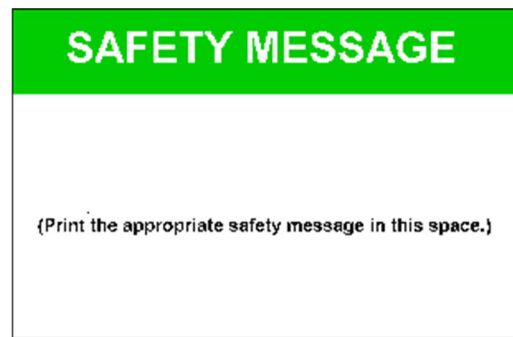 SAFETY MESSAGE
(Print the appropriate safety message in this space.)